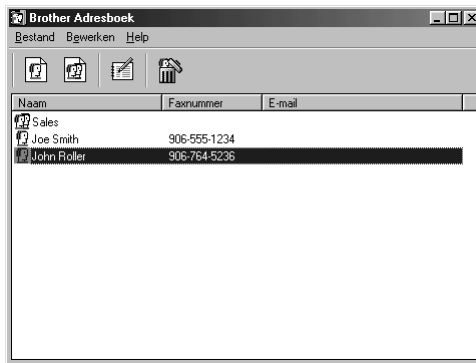 Brother Adresboek
Bestand Bewerken Help
Naam Faxnummer E-mail
Sales
Joe Smith 906-555-1234
John Roller 906-764-5236